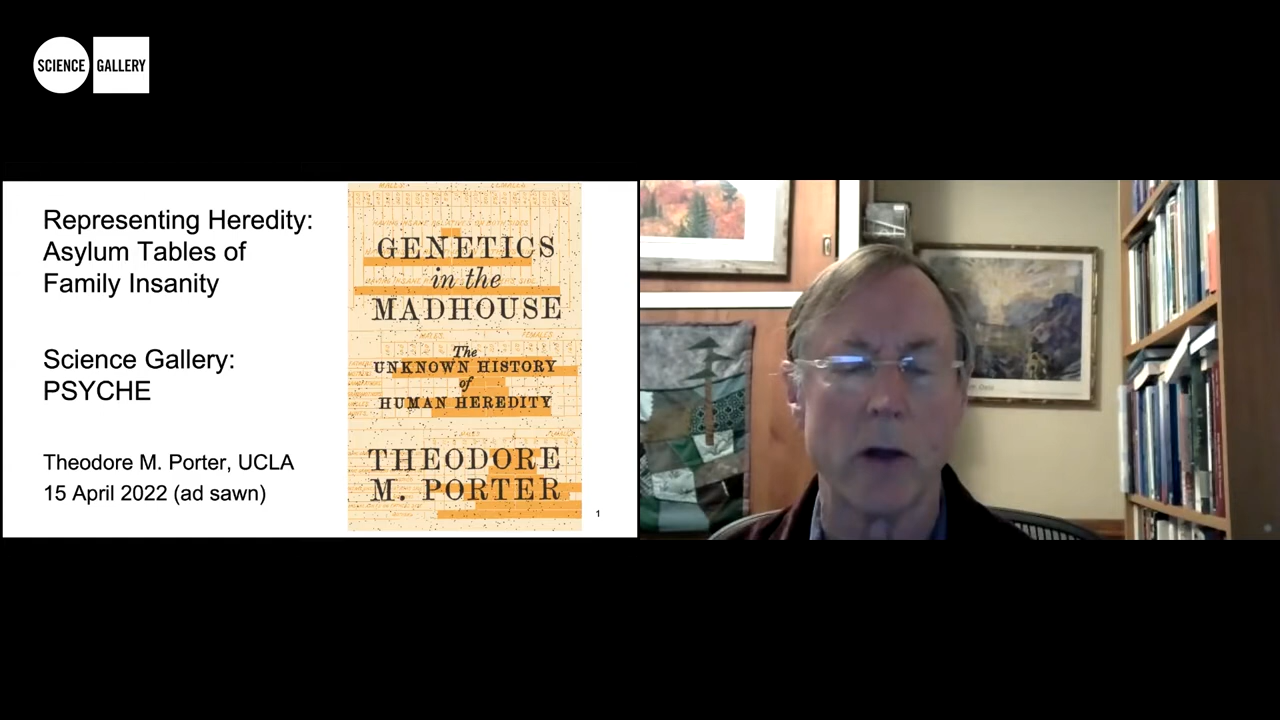 SCIENCE
GALLERY
Representing Heredity:
Asylum Tables of
Family Insanity
Science Gallery:
PSYCHE
Theodore M. Porter, UCLA
15 April 2022 (ad sawn)
GENETICS
in the
MADHOUSE
The
UNKNOWN HISTORY
of
HUMAN HEREDITY
THEODORE
M. PORTER
1